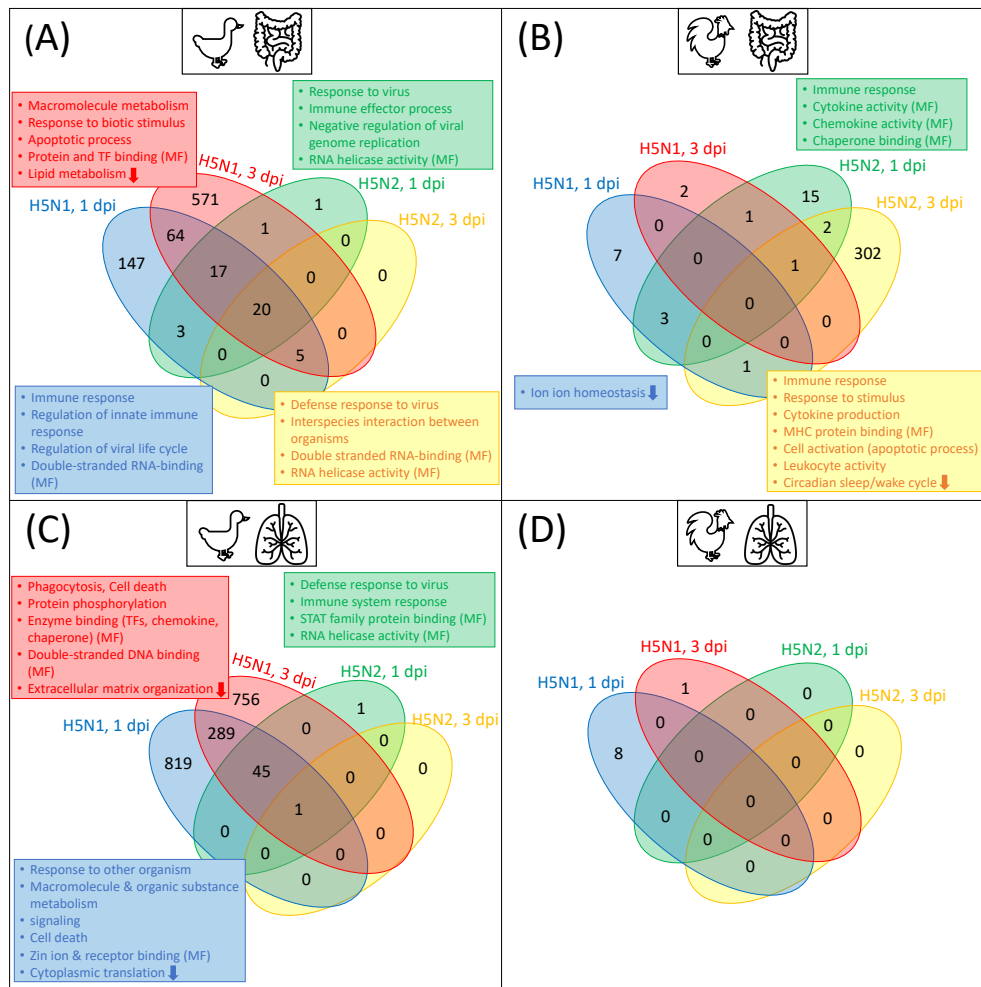 (A)
• Macromolecule metabolism
• Response to biotic stimulus
• Apoptotic process
• Protein and TF binding (MF)
• Lipid metabolism
• Response to virus
• Immune effector process
• Negative regulation of viral
genome replication
• RNA helicase activity (MF)
H5N1, 1 dpi
H5N1, 3 dpi
H5N2, 1 dpi
H5N2, 3 dpi
571
1
64
1
0
147
17
0
0
20
3
0
5
0
0
• Immune response
• Regulation of innate immune
response
• Regulation of viral life cycle
• Double-stranded RNA-binding
(MF)
• Defense response to virus
• Interspecies interaction between
organisms
• Double stranded RNA-binding (MF)
• RNA helicase activity (MF)
(B)
• Immune response
• Cytokine activity (MF)
• Chemokine activity (MF)
• Chaperone binding (MF)
H5N1, 1 dpi
H5N1, 3 dpi
H5N2, 1 dpi
H5N2, 3 dpi
2
15
0
1
2
7
0
1
302
0
3
0
0
0
1
• Ion ion homeostasis
• Immune response
• Response to stimulus
• Cytokine production
• MHC protein binding (MF)
• Cell activation (apoptotic process)
• Leukocyte activity
• Circadian sleep/wake cycle
(C)
• Phagocytosis, Cell death
• Protein phosphorylation
• Enzyme binding (TFs, chemokine,
chaperone) (MF)
• Double-stranded DNA binding
(MF)
• Extracellular matrix organization
• Defense response to virus
• Immune system response
• STAT family protein binding (MF)
• RNA helicase activity (MF)
H5N1, 1 dpi
H5N1, 3 dpi
H5N2, 1 dpi
H5N2, 3 dpi
756
1
289
0
0
819
45
0
0
1
0
0
0
0
0
• Response to other organism
• Macromolecule & organic substance
metabolism
• signaling
• Cell death
• Zin ion & receptor binding (MF)
• Cytoplasmic translation
(D)
H5N1, 1 dpi
H5N1, 3 dpi
H5N2, 1 dpi
H5N2, 3 dpi
1
0
0
0
0
8
0
0
0
0
0
0
0
0
0